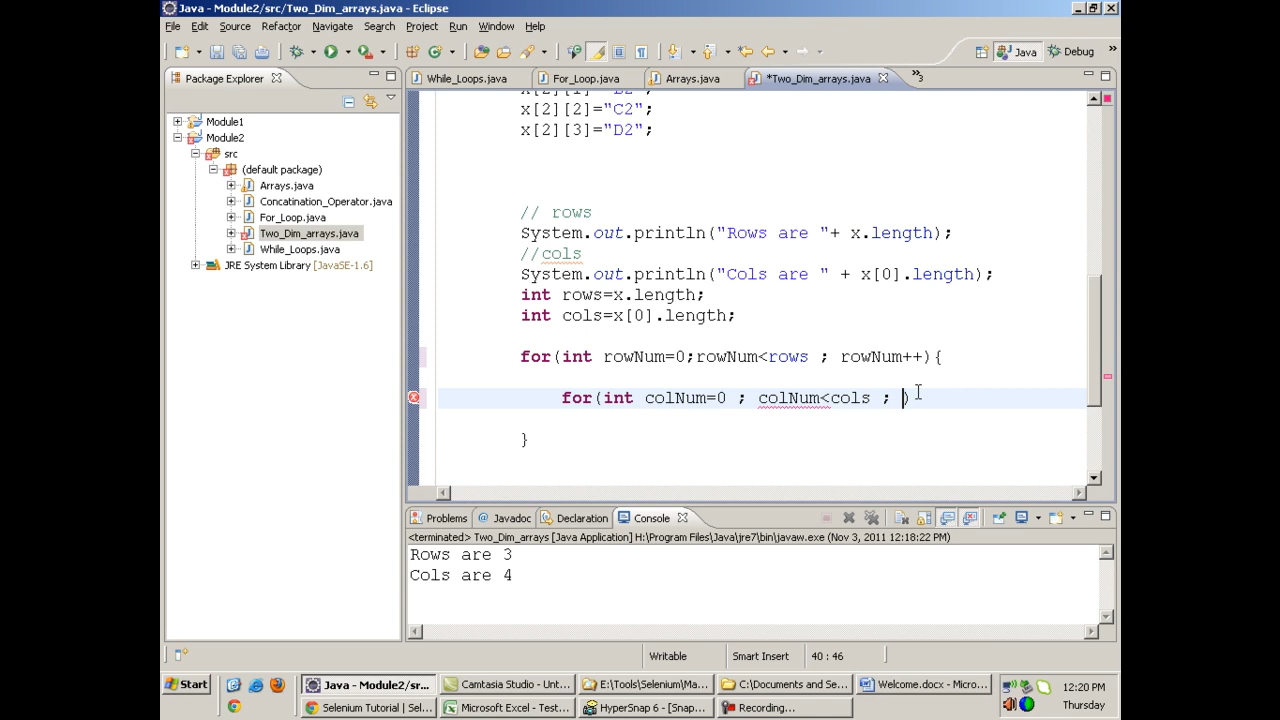 Java - Module2/src/Two_Dim_arrays.java - Eclipse
File Edit Source Refactor Navigate Search Project Run Window Help
Java Debug »
Package Explorer
While_Loops.java For_Loop.java Arrays.java *Two_Dim_arrays.java »3
Module1
Module2
src
(default package)
Arrays.java
Concatination_Operator.java
For_Loop.java
Two_Dim_arrays.java
While_Loops.java
JRE System Library [JavaSE-1.6]
x[2][2]="C2";
x[2][3]="D2";
// rows
System.out.println("Rows are "+ x.length);
//cols
System.out.println("Cols are " + x[0].length);
int rows=x.length;
int cols=x[0].length;
for(int rowNum=0;rowNum<rows ; rowNum++){
for(int colNum=0 ; colNum<cols ; )
}
Problems Javadoc Declaration Console
<terminated> Two_Dim_arrays [Java Application] H:\Program Files\Java\jre7\bin\javaw.exe (Nov 3, 2011 12:18:22 PM)
Rows are 3
Cols are 4
Writable Smart Insert 40 : 46
Start Java - Module2/sr... Camtasia Studio - Unt... E:\Tools\Selenium\Ma... C:\Documents and Se... Welcome.docx - Micro... 12:20 PM
Selenium Tutorial | Sel... Microsoft Excel - Test... HyperSnap 6 - [Snap... Recording... Thursday